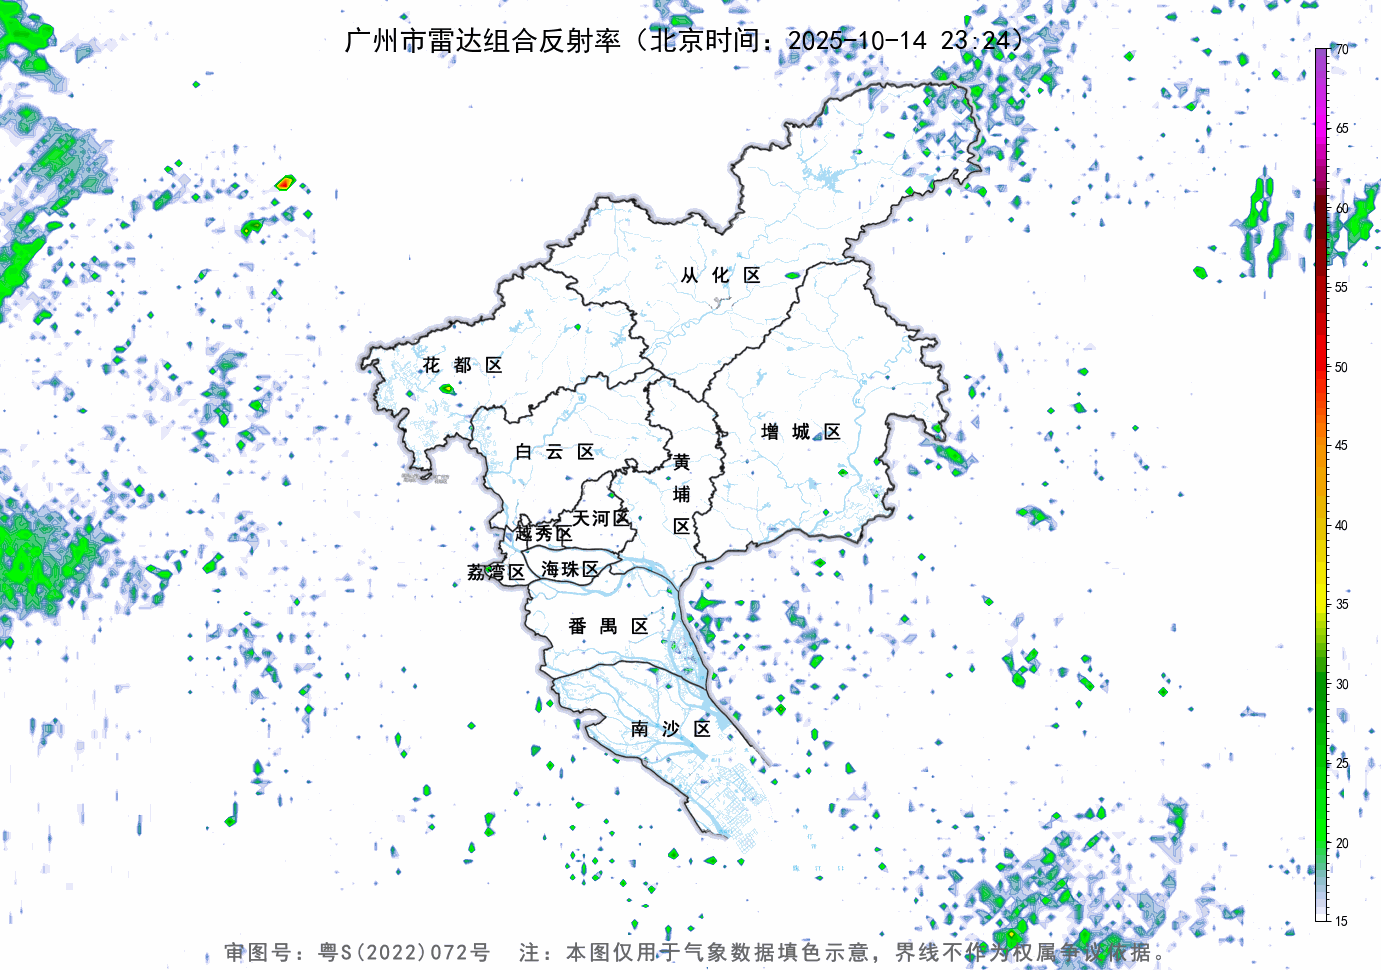 广州市雷达组合反射率（北京时间：2025-10-14 23:24）
70
65
60
55
50
45
40
35
30
25
20
15
从化区
花都区
增城区
白云区
黄埔区
天河区
越秀区
荔湾区
海珠区
番禺区
南沙区
审图号：粤S(2022)072号 注：本图仅用于气象数据填色示意，界线不作为权属争议依据。